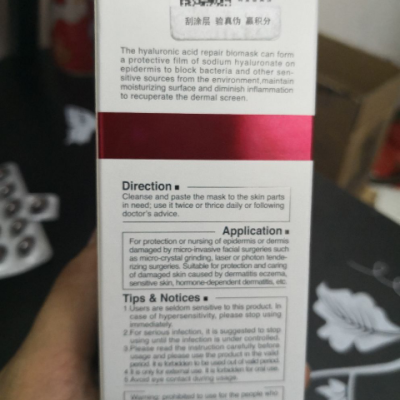 刮涂层 验真伪 赢积分
The hyaluronic acid repair biomask can form
a protective film of sodium hyaluronate on
epidermis to block bacteria and other sen-
sitive sources from the environment,maintain
moisturizing surface and diminish inflammation
to recuperate the dermal screen.
Direction
Cleanse and paste the mask to the skin parts
in need; use it twice or thrice daily or following
doctor's advice.
Application
For protection or nursing of epidermis or dermis
damaged by micro-invasive facial surgeries such
as micro-crystal grinding, laser or photon tende-
rizing surgeries. Suitable for protection and caring
of damaged skin caused by dermatitis eczema,
sensitive skin, hormone-dependent dermatitis, etc
Tips & Notices
1.Users are seldom sensitive to this product. In
case of hypersensitivity, please stop using
immediately.
2.For serious infection, it is suggested to stop
using until the infection is under controlled.
3.Please read the instruction carefully before
usage and please use the product in the valid
period. It is forbidden to be used out of valid period.
4.It is only for external use. It is forbidden for oral use.
5.Avoid eye contact during usage.
Warning: prohibited to use for the people who